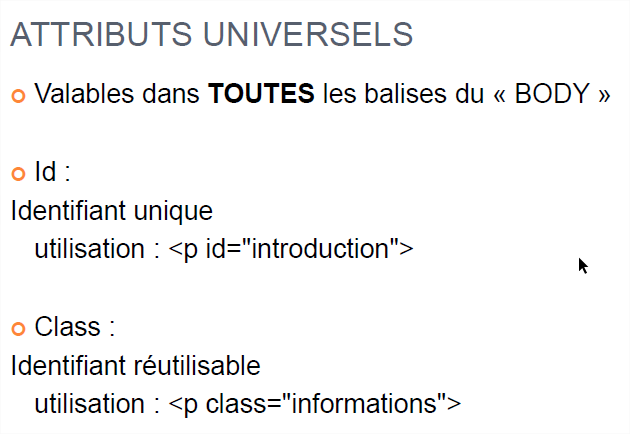 ATTRIBUTS UNIVERSELS
Valables dans TOUTES les balises du « BODY »
Id :
Identifiant unique
utilisation : <p id="introduction">
Class :
Identifiant réutilisable
utilisation : <p class="informations">